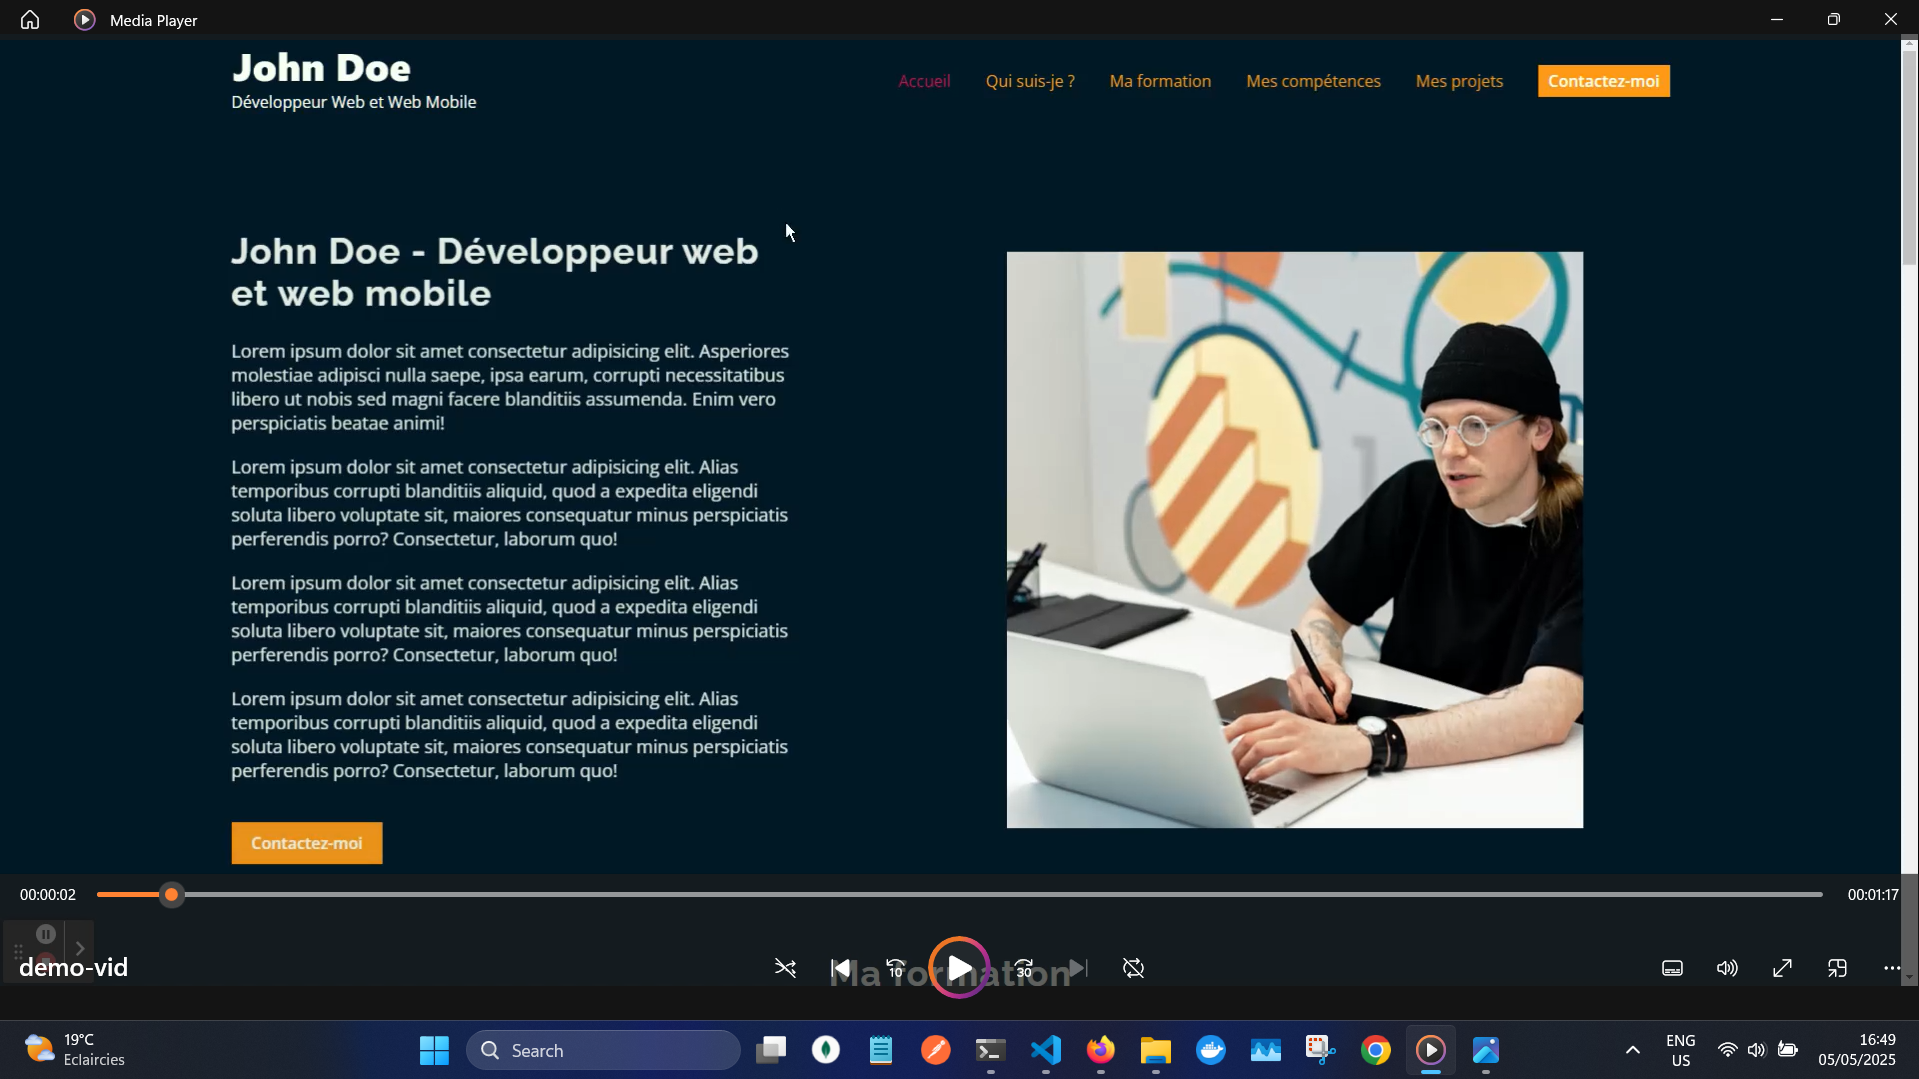 Media Player
John Doe
Développeur Web et Web Mobile
Accueil
Qui suis-je ?
Ma formation
Mes compétences
Mes projets
Contactez-moi
John Doe - Développeur web
et web mobile
Lorem ipsum dolor sit amet consectetur adipisicing elit. Asperiores
molestiae adipisci nulla saepe, ipsa earum, corrupti necessitatibus
libero ut nobis sed magni facere blanditiis assumenda. Enim vero
perspiciatis beatae animi!
Lorem ipsum dolor sit amet consectetur adipisicing elit. Alias
temporibus corrupti blanditiis aliquid, quod a expedita eligendi
soluta libero voluptate sit, maiores consequatur minus perspiciatis
perferendis porro? Consectetur, laborum quo!
Lorem ipsum dolor sit amet consectetur adipisicing elit. Alias
temporibus corrupti blanditiis aliquid, quod a expedita eligendi
soluta libero voluptate sit, maiores consequatur minus perspiciatis
perferendis porro? Consectetur, laborum quo!
Lorem ipsum dolor sit amet consectetur adipisicing elit. Alias
temporibus corrupti blanditiis aliquid, quod a expedita eligendi
soluta libero voluptate sit, maiores consequatur minus perspiciatis
perferendis porro? Consectetur, laborum quo!
Contactez-moi
00:00:02
00:01:17
demo-vid
Ma formation
10
30
19°C
Eclaircies
Search
ENG
US
16:49
05/05/2025